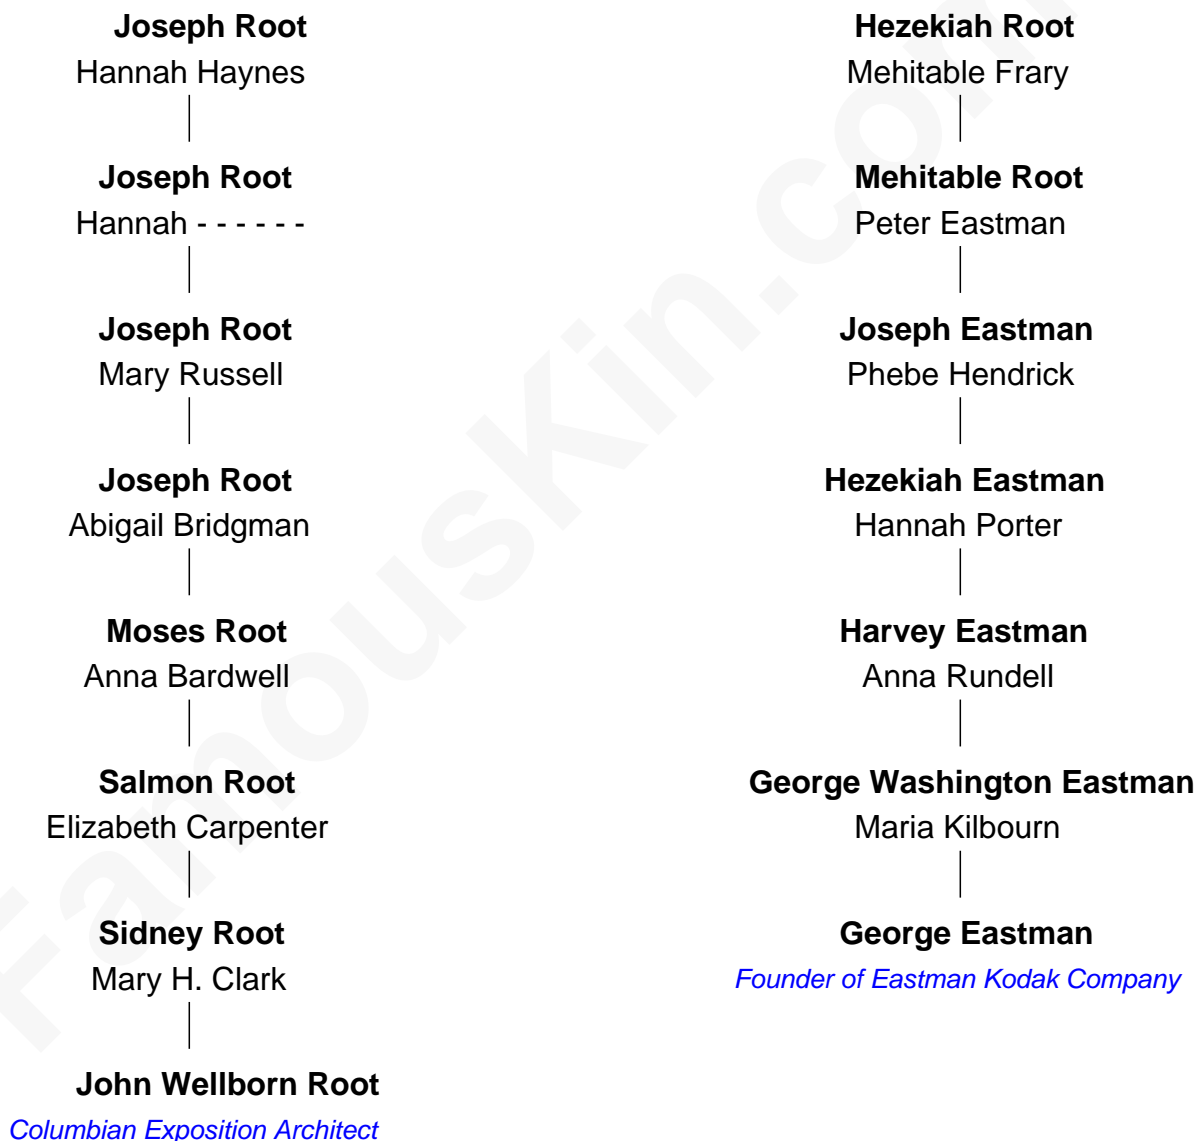 Joseph Root
Hannah Haynes
Joseph Root
Hannah - - - - - -
Joseph Root
Mary Russell
Joseph Root
Abigail Bridgman
Moses Root
Anna Bardwell
Salmon Root
Elizabeth Carpenter
Sidney Root
Mary H. Clark
John Wellborn Root
Columbian Exposition Architect
Hezekiah Root
Mehitable Frary
Mehitable Root
Peter Eastman
Joseph Eastman
Phebe Hendrick
Hezekiah Eastman
Hannah Porter
Harvey Eastman
Anna Rundell
George Washington Eastman
Maria Kilbourn
George Eastman
Founder of Eastman Kodak Company
FamousKin.com